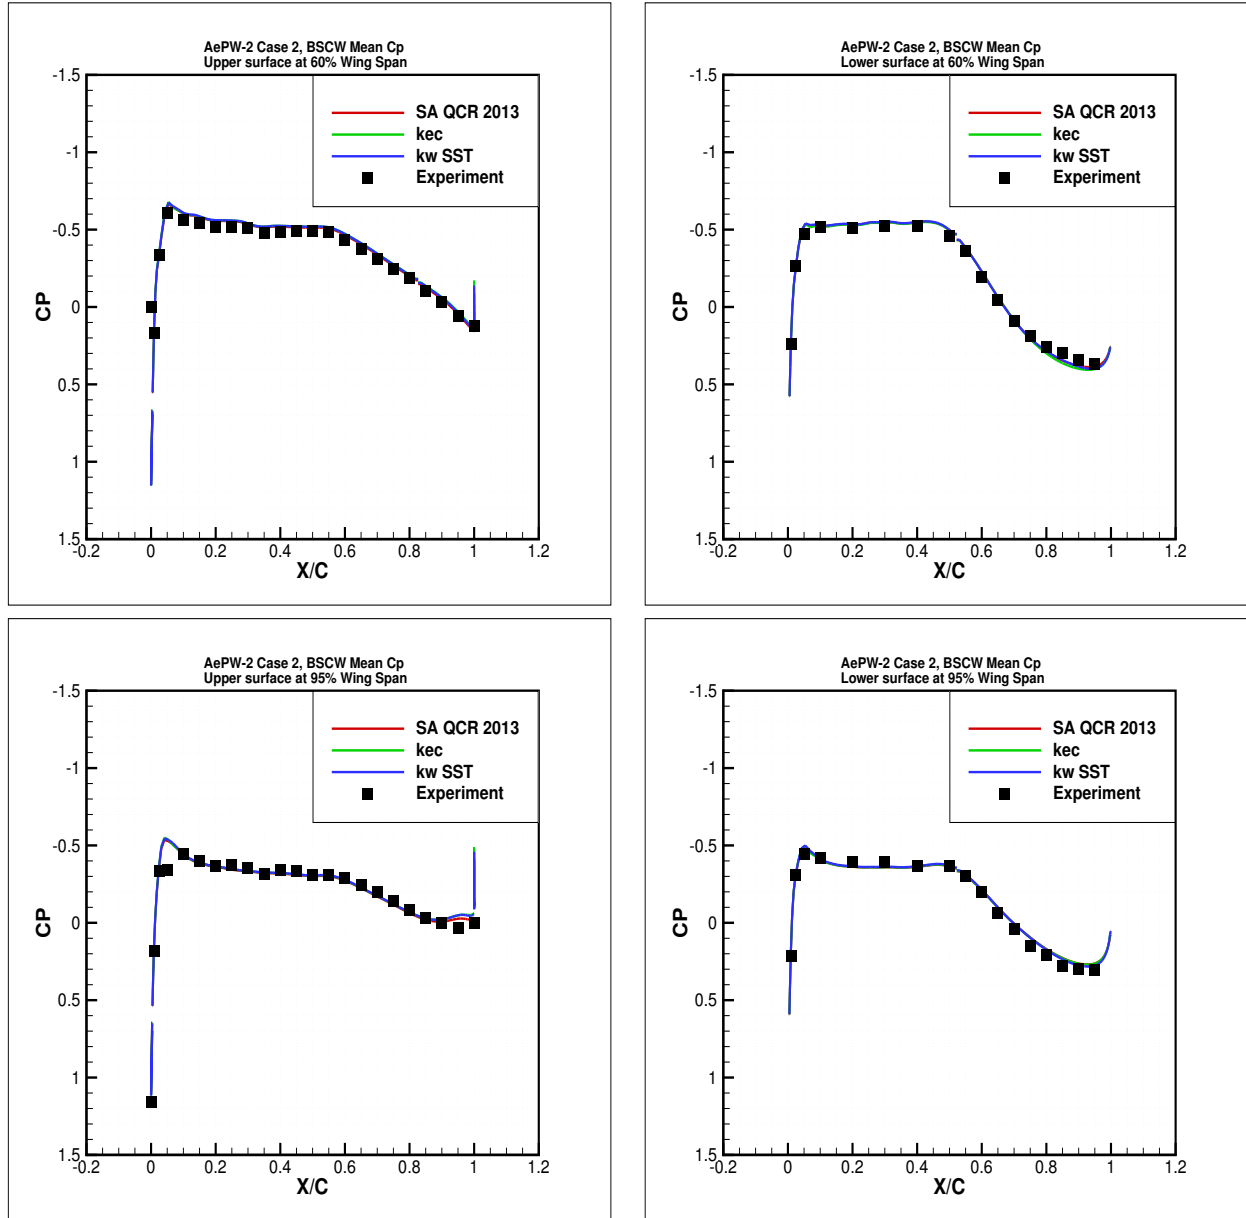 AePW-2 Case 2, BSCW Mean Cp
Upper surface at 60% Wing Span
-1.5
-1
-0.5
0
0.5
1
1.5
CP
SA QCR 2013
kec
kw SST
Experiment
-0.2 0 0.2 0.4 0.6 0.8 1 1.2
X/C
AePW-2 Case 2, BSCW Mean Cp
Lower surface at 60% Wing Span
-1.5
-1
-0.5
0
0.5
1
1.5
CP
SA QCR 2013
kec
kw SST
Experiment
-0.2 0 0.2 0.4 0.6 0.8 1 1.2
X/C
AePW-2 Case 2, BSCW Mean Cp
Upper surface at 95% Wing Span
-1.5
-1
-0.5
0
0.5
1
1.5
CP
SA QCR 2013
kec
kw SST
Experiment
-0.2 0 0.2 0.4 0.6 0.8 1 1.2
X/C
AePW-2 Case 2, BSCW Mean Cp
Lower surface at 95% Wing Span
-1.5
-1
-0.5
0
0.5
1
1.5
CP
SA QCR 2013
kec
kw SST
Experiment
-0.2 0 0.2 0.4 0.6 0.8 1 1.2
X/C